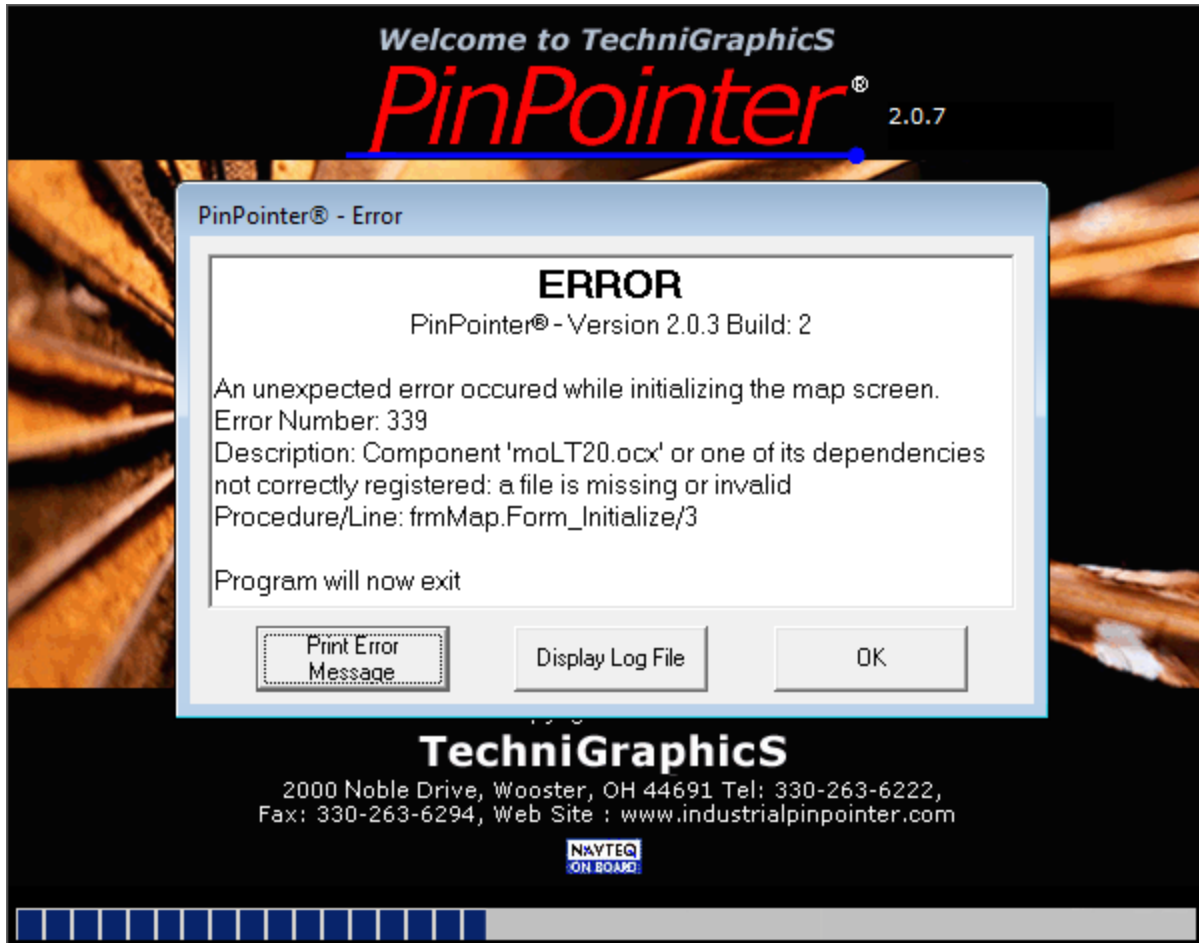 Welcome to TechniGraphicS
PinPointer®
2.0.7
PinPointer® - Error
ERROR
PinPointer® - Version 2.0.3 Build: 2
An unexpected error occured while initializing the map screen.
Error Number: 339
Description: Component 'moLT20.ocx' or one of its dependencies
not correctly registered: a file is missing or invalid
Procedure/Line: frmMap.Form_Initialize/3
Program will now exit
Print Error
Message
Display Log File
OK
TechniGraphicS
2000 Noble Drive, Wooster, OH 44691 Tel: 330-263-6222,
Fax: 330-263-6294, Web Site : www.industrialpinpointer.com
NAVTEQ
ON BOARD